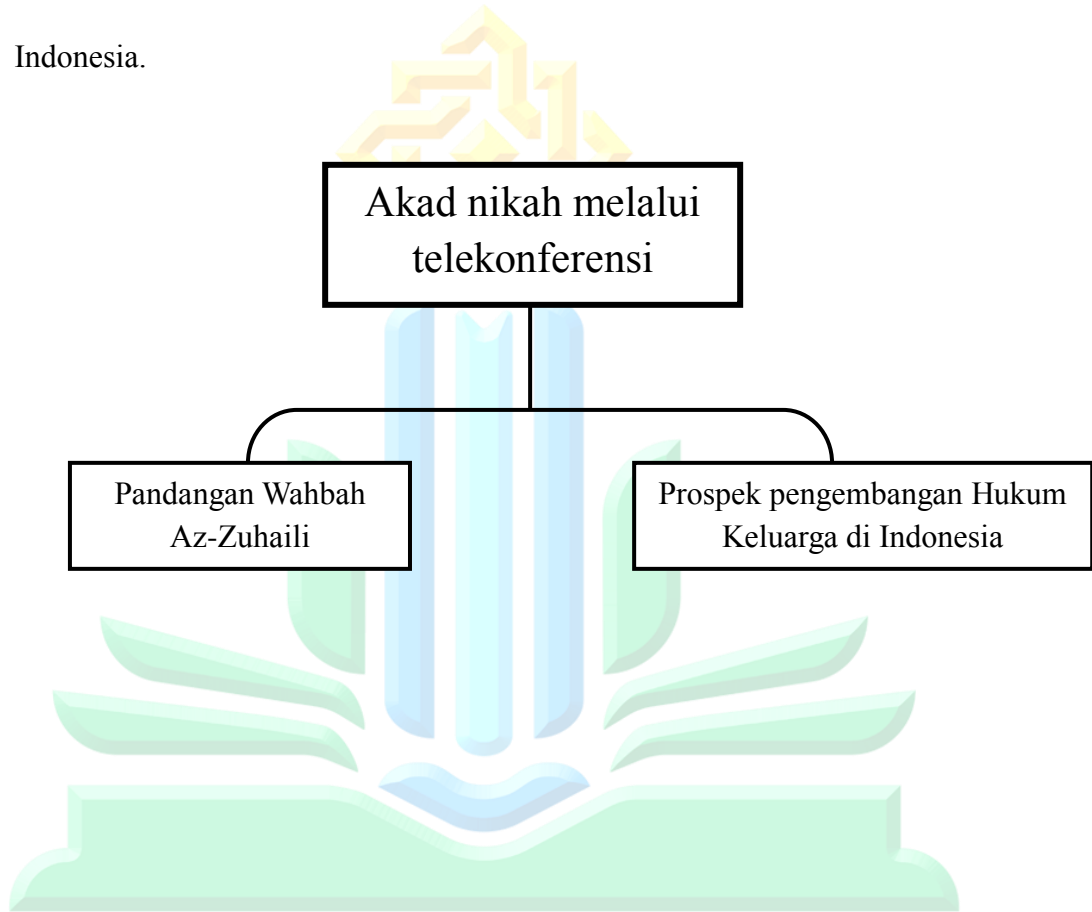 Indonesia.
Akad nikah melalui
telekonferensi
Pandangan Wahbah
Az-Zuhaili
Prospek pengembangan Hukum
Keluarga di Indonesia